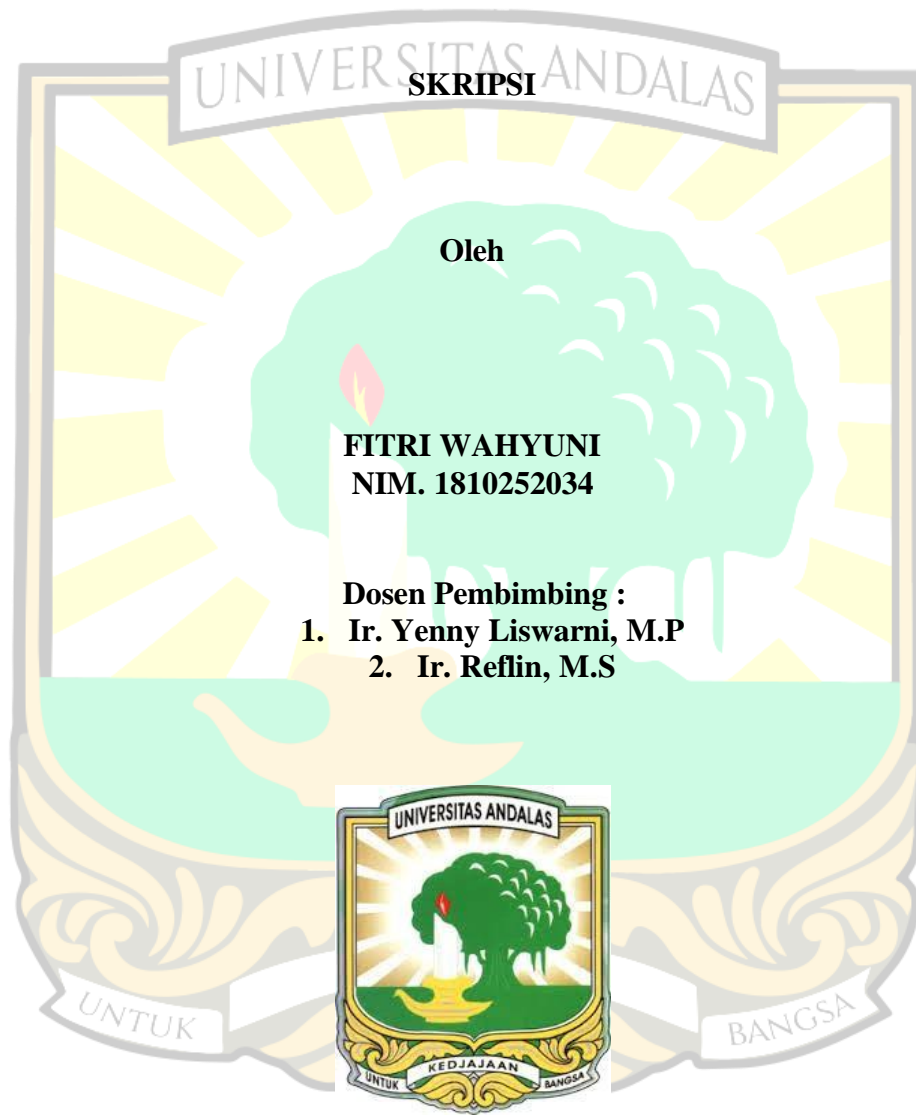 UNIVERSITAS ANDALAS
SKRIPSI
Oleh
FITRI WAHYUNI
NIM. 1810252034
Dosen Pembimbing :
1. Ir. Yenny Liswarni, M.P
2. Ir. Reflin, M.S
UNIVERSITAS ANDALAS
UNTUK KEDJAJAAN BANGSA
UNTUK BANGSA